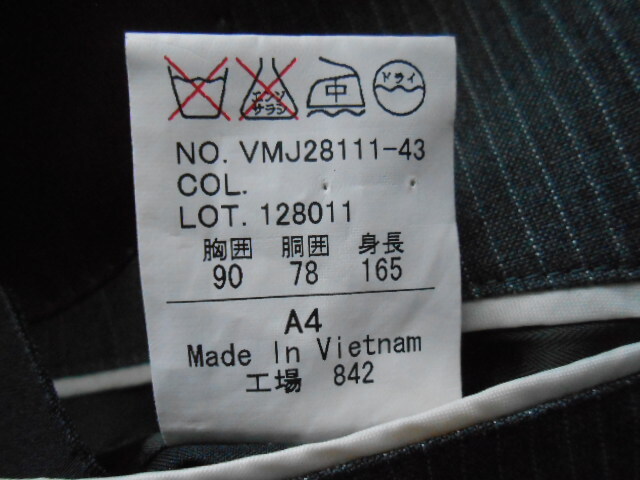 エンソ
サラシ
中
ドライ
NO. VMJ28111-43
COL.
LOT. 128011
胸囲 胴囲 身長
90 78 165
A4
Made In Vietnam
工場 842